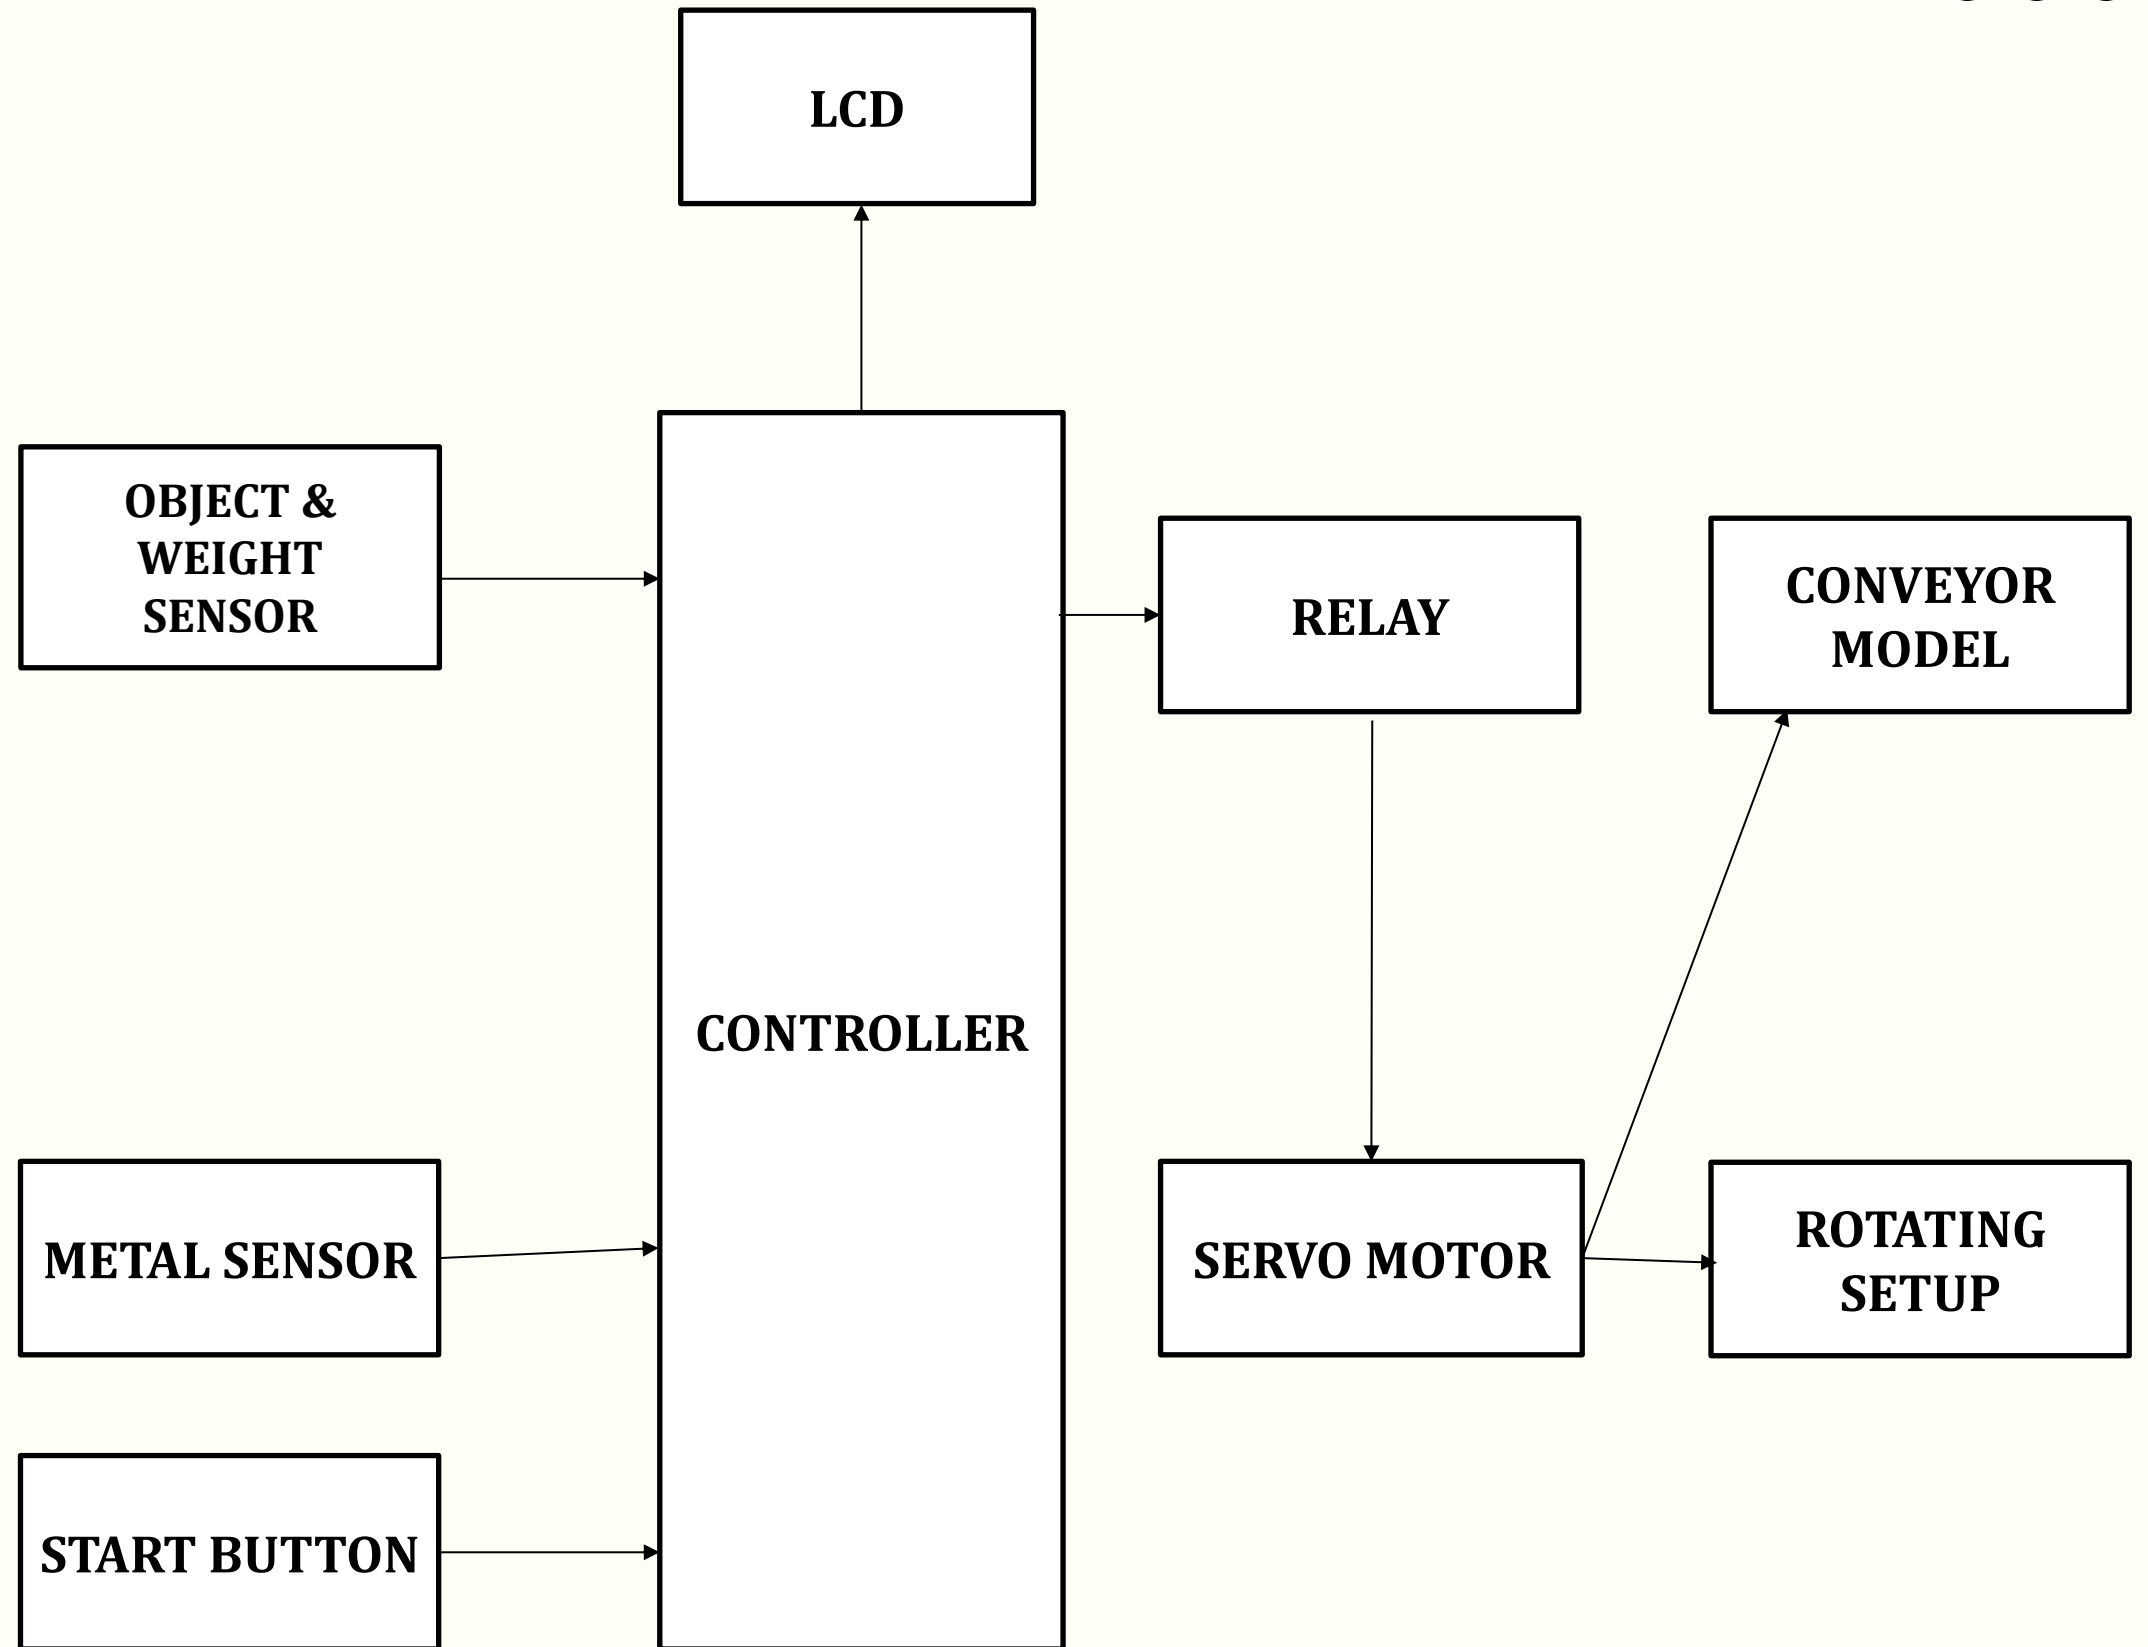 LCD
OBJECT &
WEIGHT
SENSOR
CONTROLLER
RELAY
CONVEYOR
MODEL
METAL SENSOR
SERVO MOTOR
ROTATING
SETUP
START BUTTON